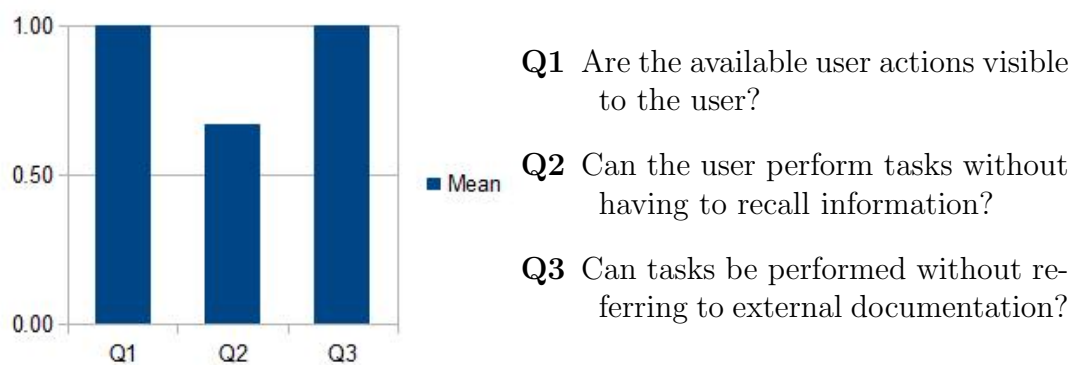 1.00
0.50
0.00
Q1 Q2 Q3
Mean
Q1 Are the available user actions visible
to the user?
Q2 Can the user perform tasks without
having to recall information?
Q3 Can tasks be performed without re-
ferring to external documentation?